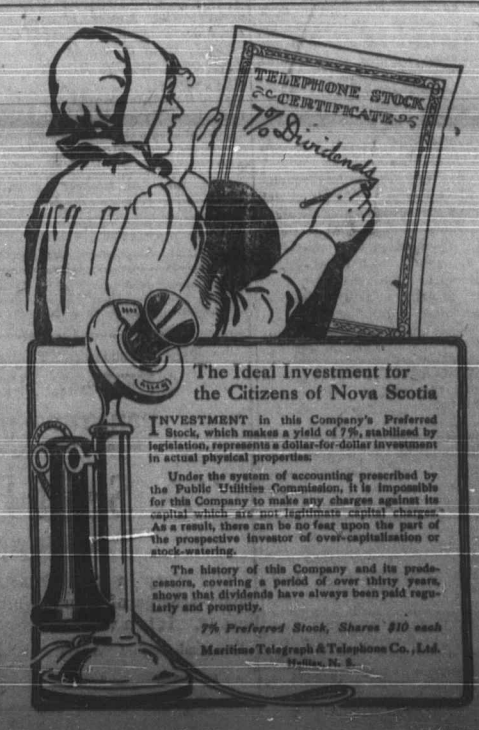 TELEPHONE STOCK
CERTIFICATE
7% Dividends
The Ideal Investment for
the Citizens of Nova Scotia
INVESTMENT in this Company's Preferred
Stock, which makes a yield of 7%, stabilized by
legislation, represents a dollar-for-dollar investment
in actual physical properties.
Under the system of accounting prescribed by
the Public Utilities Commission, it is impossible
for this Company to make any charges against its
capital which are not legitimate capital charges.
As a result, there can be no fear upon the part of
the prospective investor of over-capitalization or
stock-watering.
The history of this Company and its prede-
cessors, covering a period of over thirty years,
shows that dividends have always been paid regu-
larly and promptly.
7% Preferred Stock, Shares $10 each
Maritime Telegraph & Telephone Co., Ltd.
Halifax, N. S.